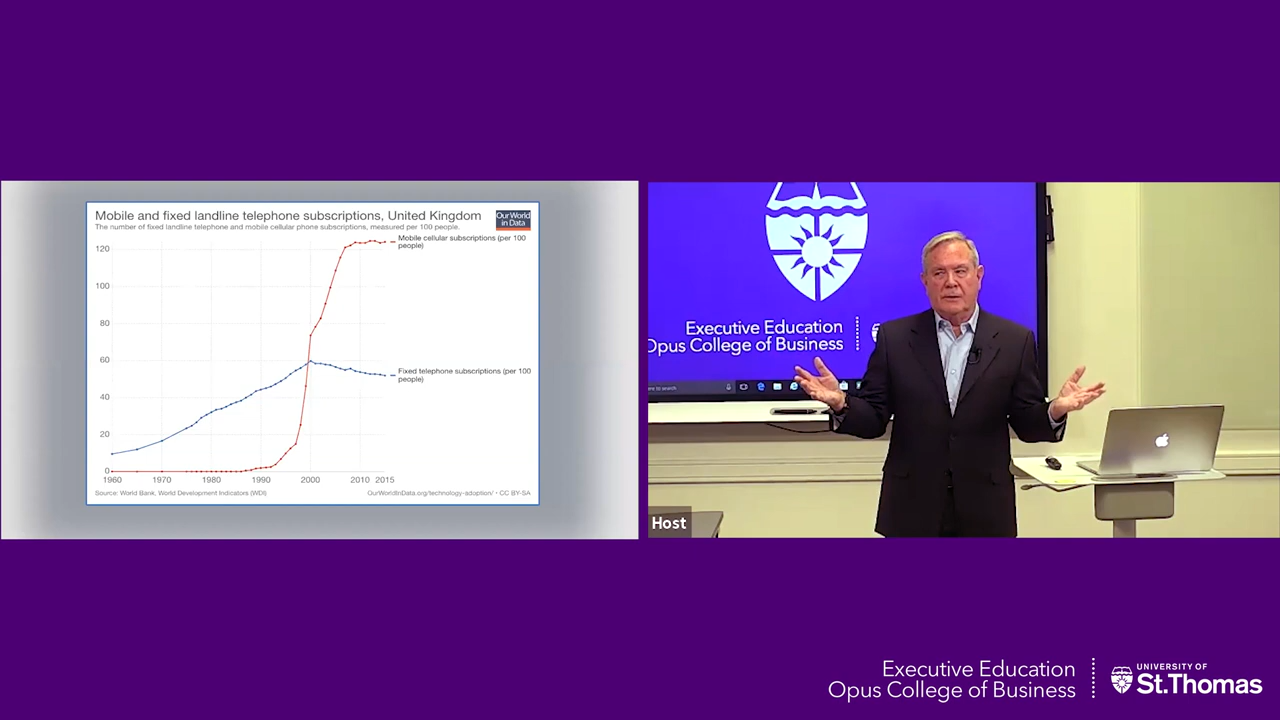 Mobile and fixed landline telephone subscriptions, United Kingdom
The number of fixed landline telephone and mobile cellular phone subscriptions, measured per 100 people.
Our World
in Data
Mobile cellular subscriptions (per 100
people)
120
100
80
60
Fixed telephone subscriptions (per 100
people)
40
20
0
1960 1970 1980 1990 2000 2010 2015
Source: World Bank, World Development Indicators (WDI)
OurWorldInData.org/technology-adoption/ • CC BY-SA
Executive Education
Opus College of Business
Host
Executive Education
Opus College of Business
UNIVERSITY OF
St.Thomas